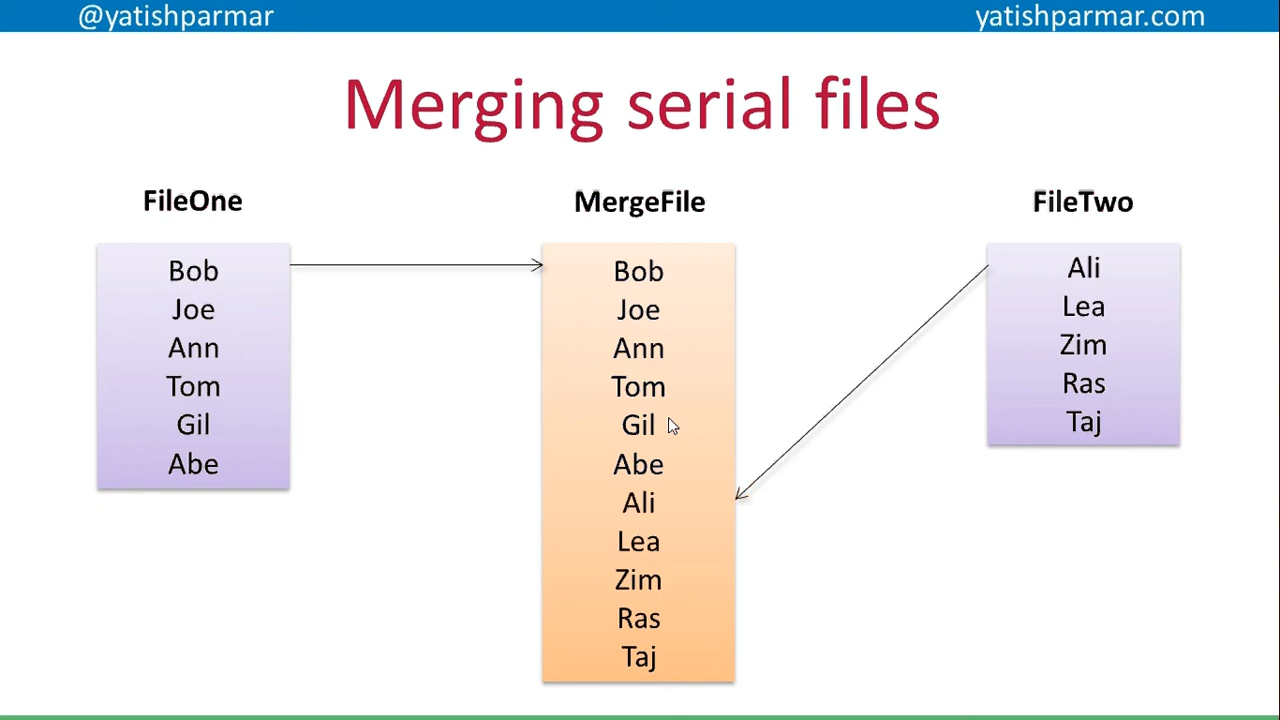 @yatishparmar
yatishparmar.com
Merging serial files
FileOne
Bob
Joe
Ann
Tom
Gil
Abe
MergeFile
Bob
Joe
Ann
Tom
Gil
Abe
Ali
Lea
Zim
Ras
Taj
FileTwo
Ali
Lea
Zim
Ras
Taj